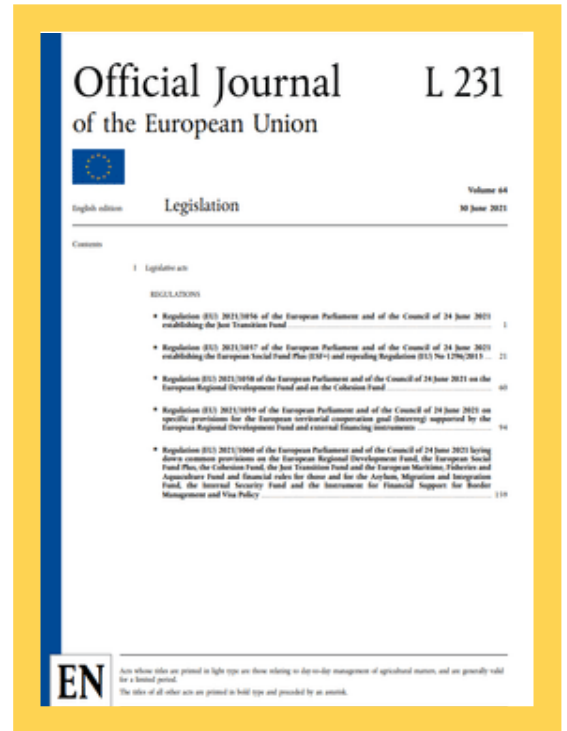 Official Journal L 231
of the European Union
Volume 64
English edition Legislation 30 June 2021
Contents
I Legislative acts
REGULATIONS
★ Regulation (EU) 2021/1056 of the European Parliament and of the Council of 24 June 2021
establishing the Just Transition Fund 1
★ Regulation (EU) 2021/1057 of the European Parliament and of the Council of 24 June 2021
establishing the European Social Fund Plus (ESF+) and repealing Regulation (EU) No 1296/2013 .. 21
★ Regulation (EU) 2021/1058 of the European Parliament and of the Council of 24 June 2021 on the
European Regional Development Fund and on the Cohesion Fund 60
★ Regulation (EU) 2021/1059 of the European Parliament and of the Council of 24 June 2021 on
specific provisions for the European territorial cooperation goal (Interreg) supported by the
European Regional Development Fund and external financing instruments 94
★ Regulation (EU) 2021/1060 of the European Parliament and of the Council of 24 June 2021 laying
down common provisions on the European Regional Development Fund, the European Social
Fund Plus, the Cohesion Fund, the Just Transition Fund and the European Maritime, Fisheries and
Aquaculture Fund and financial rules for those and for the Asylum, Migration and Integration
Fund, the Internal Security Fund and the Instrument for Financial Support for Border
Management and Visa Policy 159
EN
Acts whose titles are printed in light type are those relating to day-to-day management of agricultural matters, and are generally valid
for a limited period.
The titles of all other acts are printed in bold type and preceded by an asterisk.